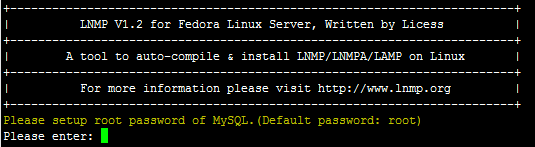 LNMP V1.2 for Fedora Linux Server, Written by Licess
A tool to auto-compile & install LNMP/LNMPA/LAMP on Linux
For more information please visit http://www.lnmp.org
Please setup root password of MySQL.(Default password: root)
Please enter: